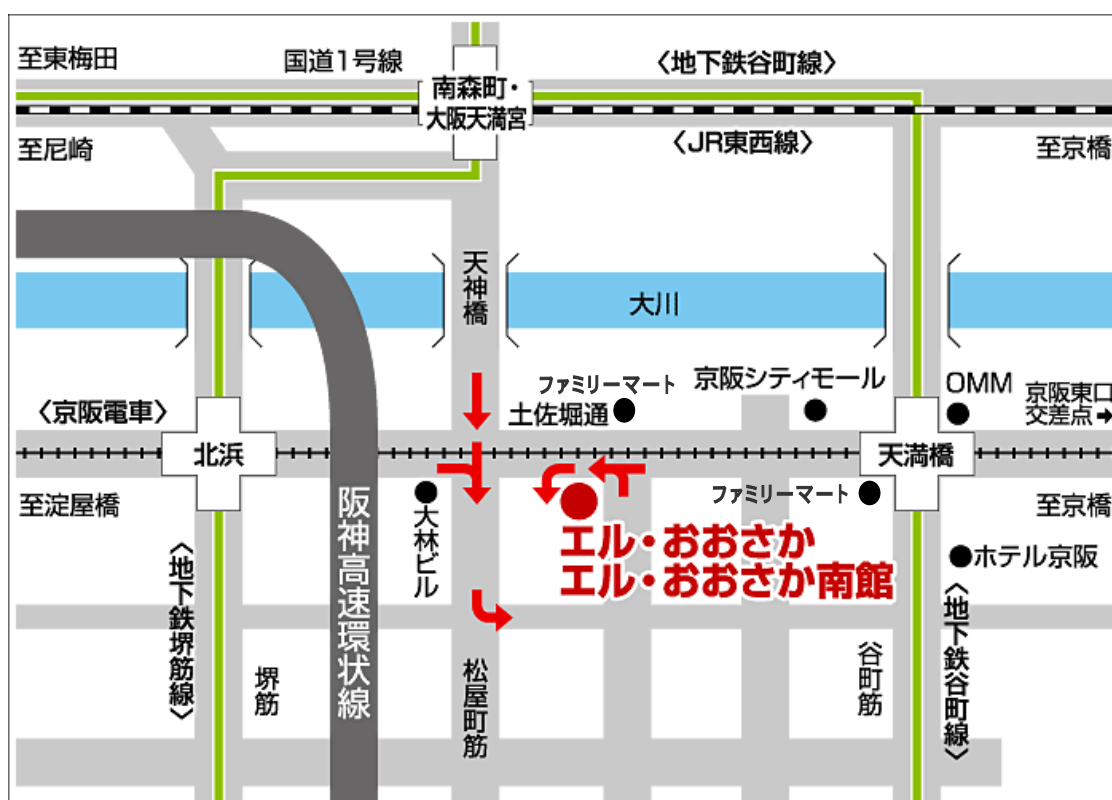 至東梅田
国道1号線
〈地下鉄谷町線〉
南森町・
大阪天満宮
至尼崎
〈JR東西線〉
至京橋
天神橋
大川
ファミリーマート
京阪シティモール
OMM
〈京阪電車〉
土佐堀通
京阪東口
交差点
北浜
天満橋
至淀屋橋
大林ビル
阪神高速環状線
ファミリーマート
至京橋
エル・おおさか
エル・おおさか南館
ホテル京阪
〈地下鉄堺筋線〉
堺筋
松屋町筋
谷町筋
〈地下鉄谷町線〉